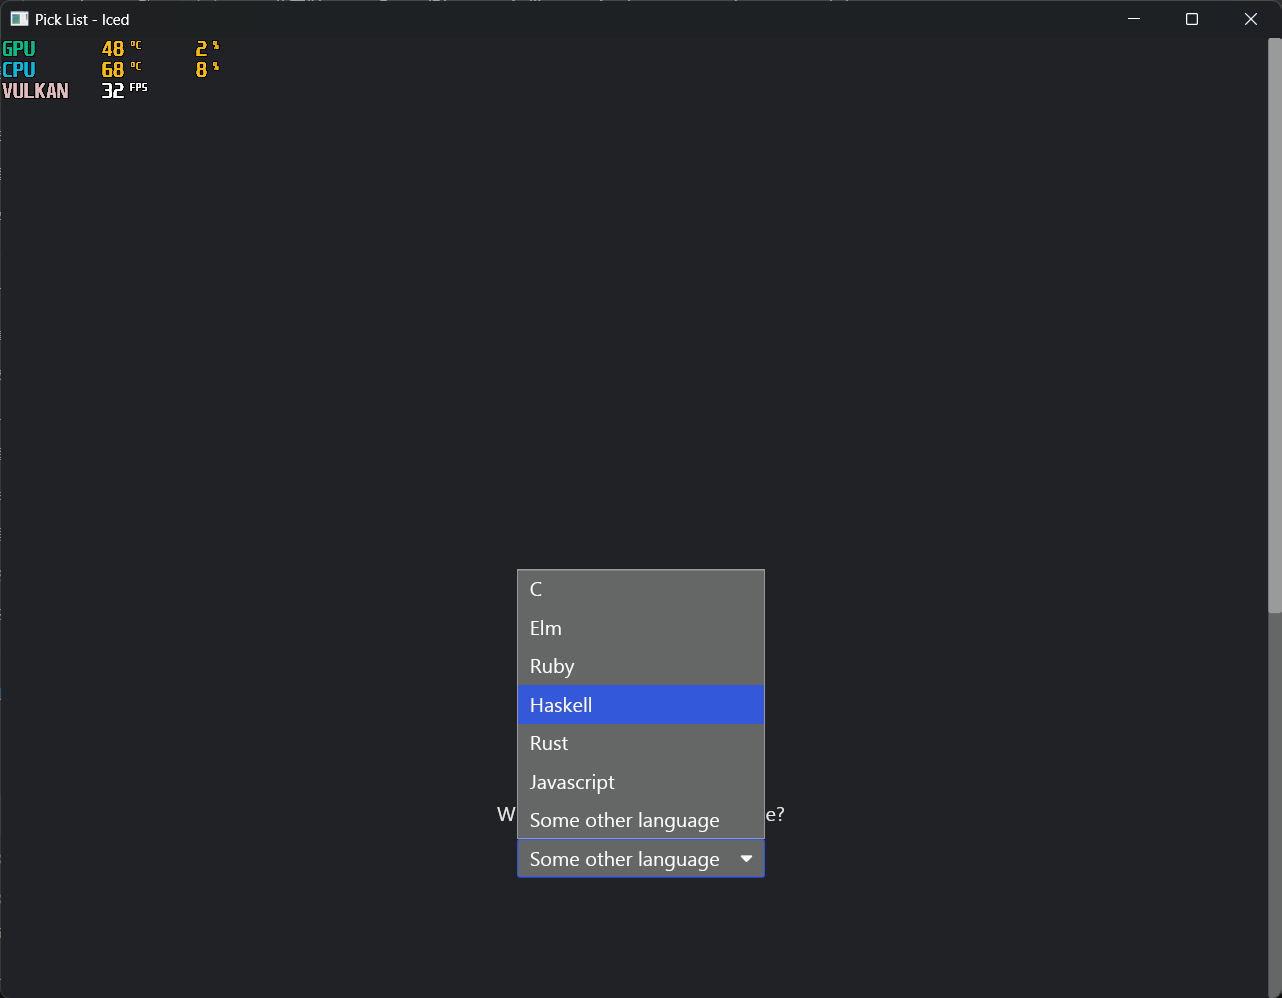 Pick List - Iced
GPU 48 °C 2 %
CPU 68 °C 8 %
VULKAN 32 FPS
C
Elm
Ruby
Haskell
Rust
Javascript
Some other language
Some other language